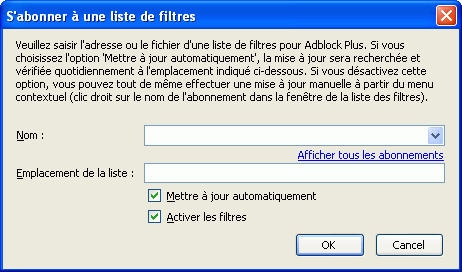 S'abonner à une liste de filtres
Veuillez saisir l'adresse ou le fichier d'une liste de filtres pour Adblock Plus. Si vous
choisissez l'option 'Mettre à jour automatiquement', la mise à jour sera recherchée et
vérifiée quotidiennement à l'emplacement indiqué ci-dessous. Si vous désactivez cette
option, vous pouvez tout de même effectuer une mise à jour manuelle à partir du menu
contextuel (clic droit sur le nom de l'abonnement dans la fenêtre de la liste des filtres).
Nom :
Afficher tous les abonnements
Emplacement de la liste :
Mettre à jour automatiquement
Activer les filtres
OK Cancel